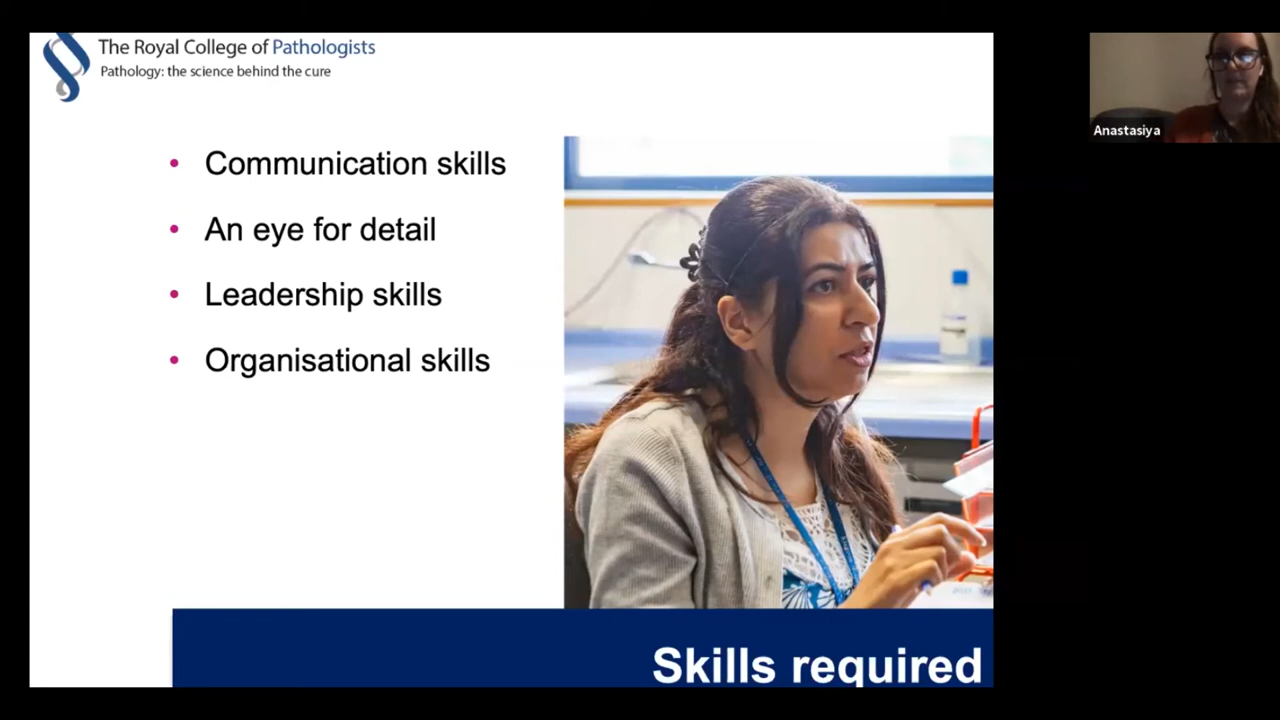 The Royal College of Pathologists
Pathology: the science behind the cure
Anastasiya
• Communication skills
• An eye for detail
• Leadership skills
• Organisational skills
Skills required